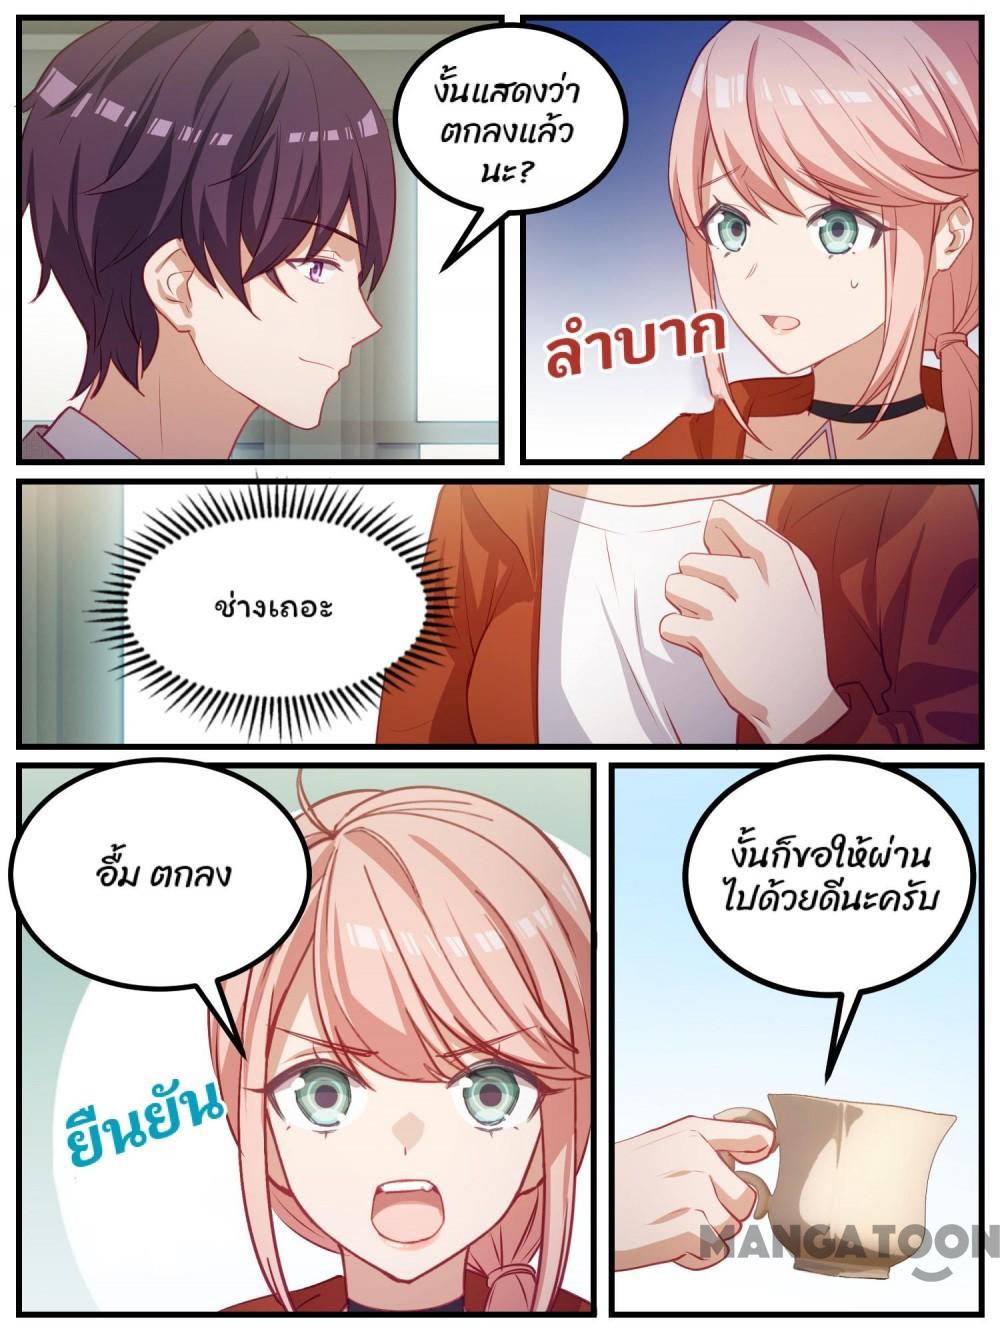 งั้นแสดงว่า
ตกลงแล้ว
นะ?
ลำบาก
ช่างเถอะ
อื้ม ตกลง
งั้นก็ขอให้ผ่าน
ไปด้วยดีนะครับ
ยืนยัน
MANGATOON